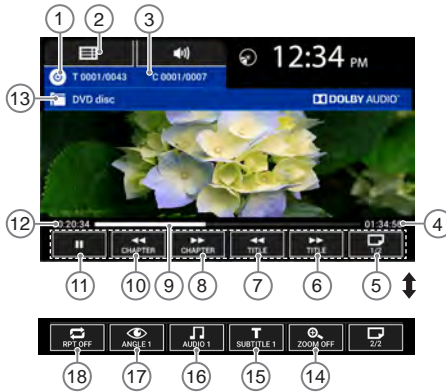 1 2 3
12:34 PM
T 0001/0043 C 0001/0007
13 DVD disc DOLBY AUDIO
12 0:20:34 01:34:56 4
CHAPTER CHAPTER TITLE TITLE 1/2
11 10 9 8 7 6 5
RPT OFF ANGLE 1 AUDIO 1 SUBTITLE 1 ZOOM OFF 2/2
18 17 16 15 14